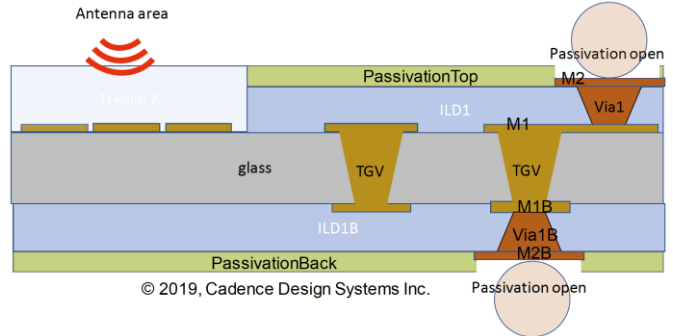 Antenna area
Passivation open
PassivationTop
M2
Trench ?
ILD1
Via1
M1
glass
TGV
TGV
M1B
ILD1B
Via1B
M2B
PassivationBack
© 2019, Cadence Design Systems Inc.
Passivation open